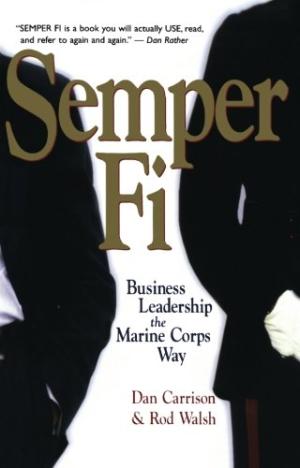 “SEMPER FI is a book you will actually USE, read,
and refer to again and again.” — Dan Rather
Semper
Fi
Business
Leadership
the
Marine Corps
Way
Dan Carrison
& Rod Walsh